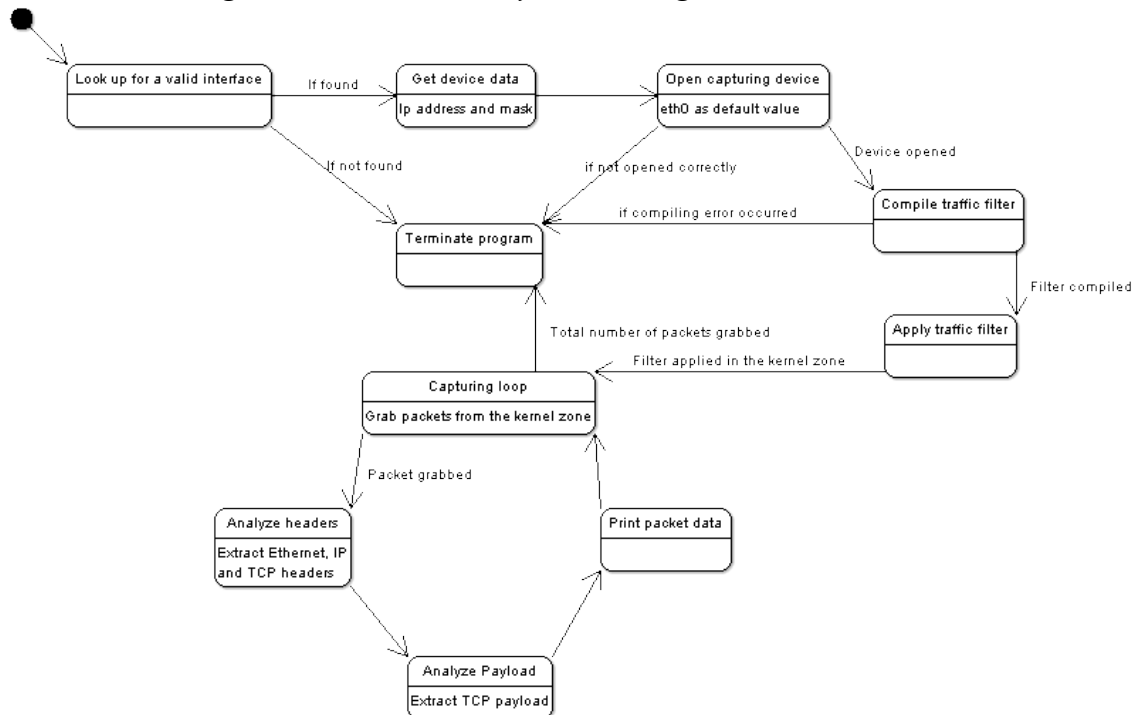 Look up for a valid interface
If found
Get device data
Ip address and mask
Open capturing device
eth0 as default value
If not found
if not opened correctly
Device opened
Compile traffic filter
if compiling error occurred
Terminate program
Filter compiled
Apply traffic filter
Total number of packets grabbed
Filter applied in the kernel zone
Capturing loop
Grab packets from the kernel zone
Packet grabbed
Analyze headers
Extract Ethernet, IP
and TCP headers
Print packet data
Analyze Payload
Extract TCP payload